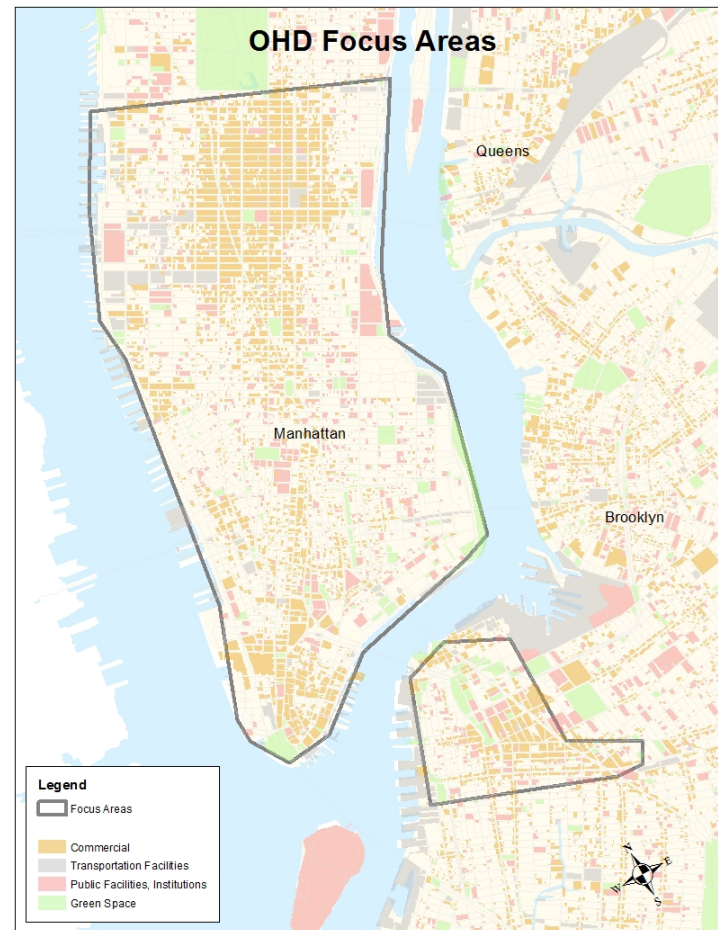 OHD Focus Areas
Queens
Manhattan
Brooklyn
Legend
Focus Areas
Commercial
Transportation Facilities
Public Facilities, Institutions
Green Space
N
E
W
S